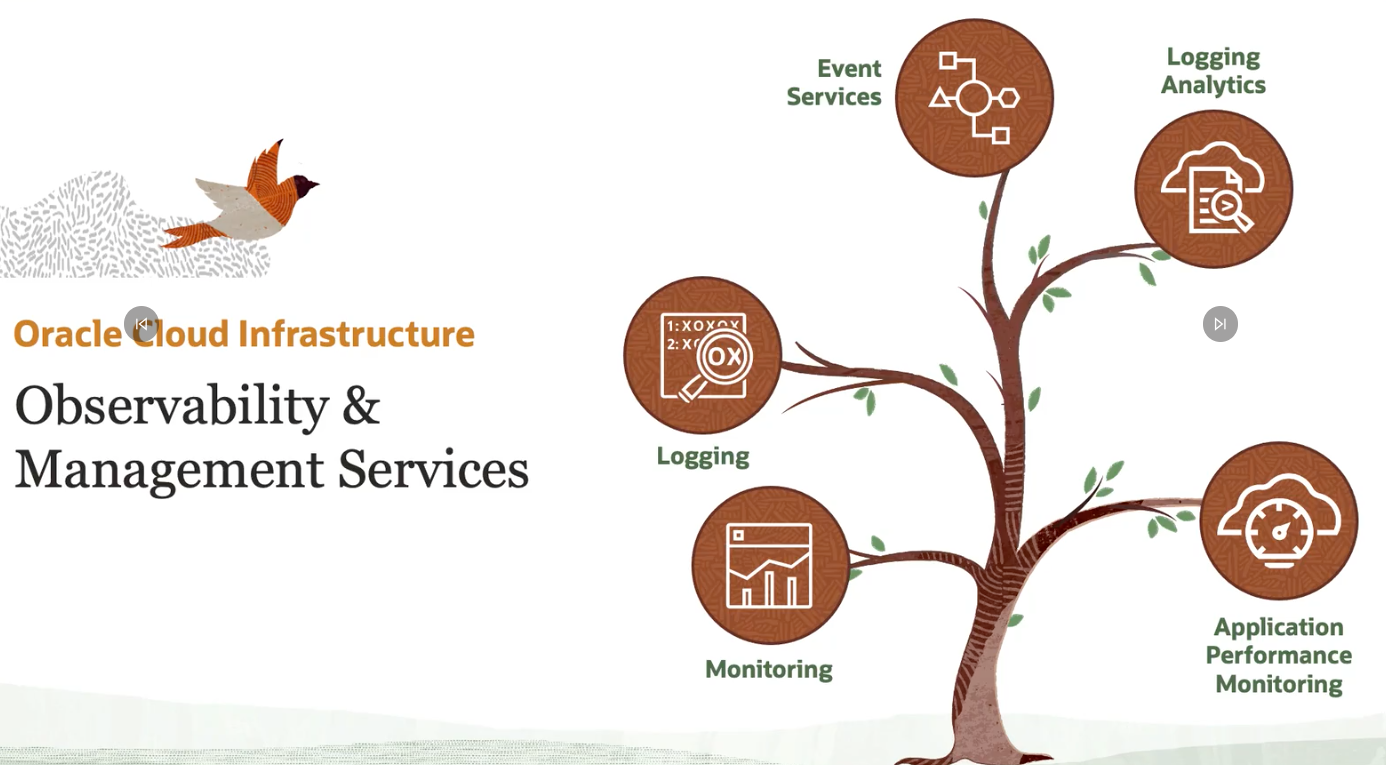 Oracle Cloud Infrastructure
Observability &
Management Services
Event
Services
Logging
Analytics
1:XOXOX
2:XO
OX
Logging
Monitoring
Application
Performance
Monitoring